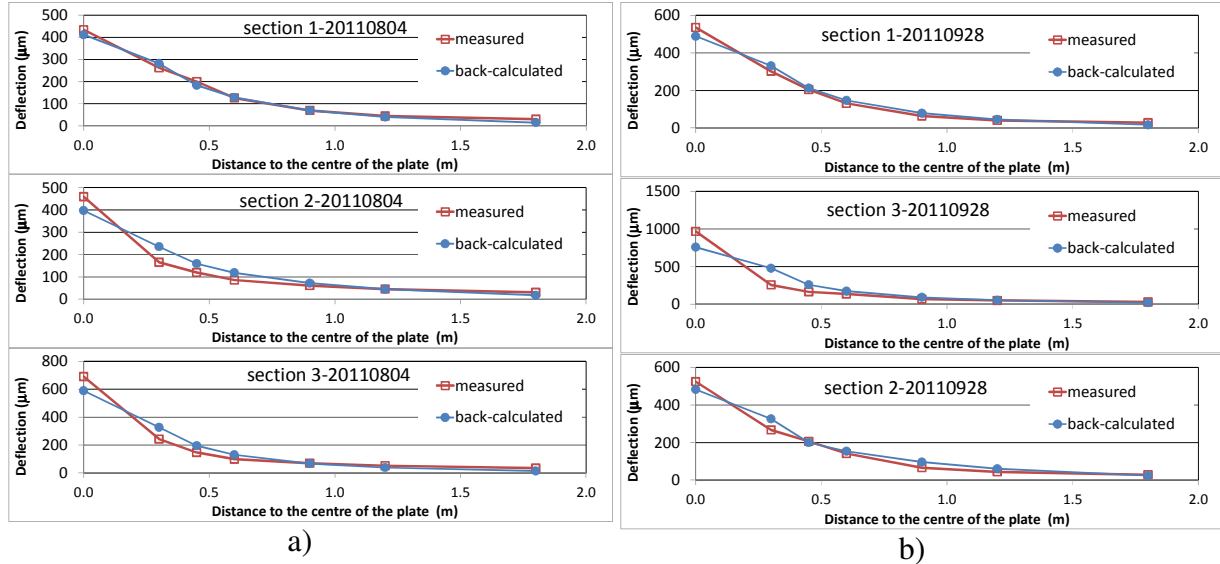 section 1-20110804
Deflection (µm)
500
400
300
200
100
0
measured
back-calculated
0.0 0.5 1.0 1.5 2.0
Distance to the centre of the plate (m)
section 2-20110804
Deflection (µm)
500
400
300
200
100
0
measured
back-calculated
0.0 0.5 1.0 1.5 2.0
Distance to the centre of the plate (m)
section 3-20110804
Deflection (µm)
800
600
400
200
0
measured
back-calculated
0.0 0.5 1.0 1.5 2.0
Distance to the centre of the plate (m)
a)
section 1-20110928
Deflection (µm)
600
400
200
0
measured
back-calculated
0.0 0.5 1.0 1.5 2.0
Distance to the centre of the plate (m)
section 3-20110928
Deflection (µm)
1500
1000
500
0
measured
back-calculated
0.0 0.5 1.0 1.5 2.0
Distance to the centre of the plate (m)
section 2-20110928
Deflection (µm)
600
400
200
0
measured
back-calculated
0.0 0.5 1.0 1.5 2.0
Distance to the centre of the plate (m)
b)